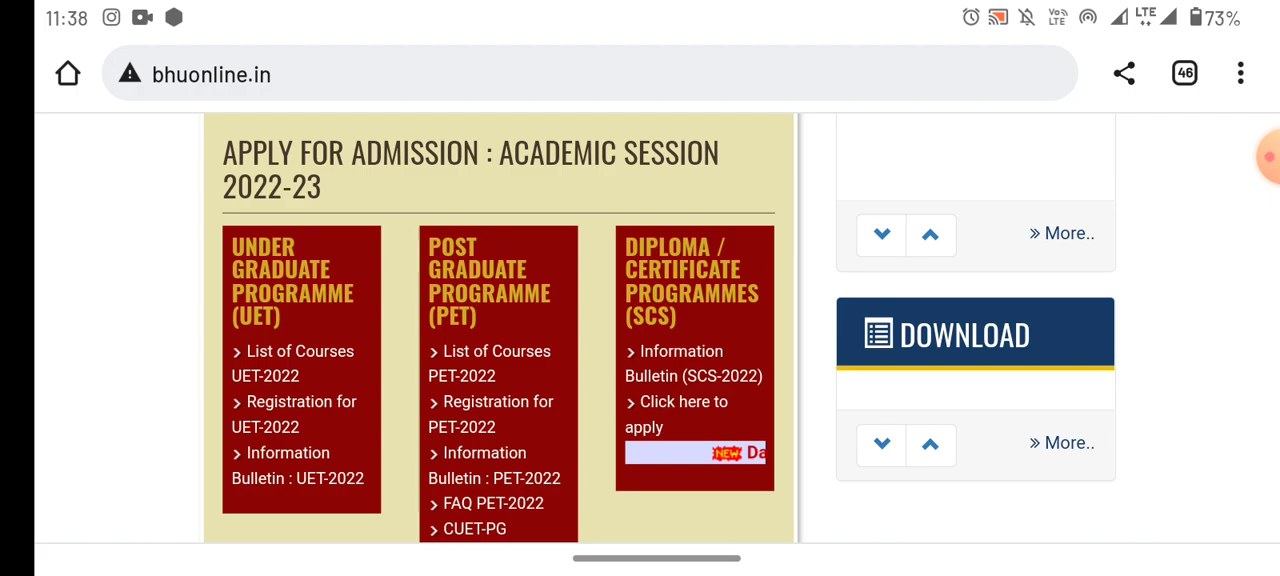 11:38
LTE
73%
bhuonline.in
46
APPLY FOR ADMISSION : ACADEMIC SESSION
2022-23
UNDER
GRADUATE
PROGRAMME
(UET)
List of Courses
UET-2022
Registration for
UET-2022
Information
Bulletin : UET-2022
POST
GRADUATE
PROGRAMME
(PET)
List of Courses
PET-2022
Registration for
PET-2022
Information
Bulletin : PET-2022
FAQ PET-2022
CUET-PG
DIPLOMA /
CERTIFICATE
PROGRAMMES
(SCS)
Information
Bulletin (SCS-2022)
Click here to
apply
NEW Da
» More..
DOWNLOAD
» More..